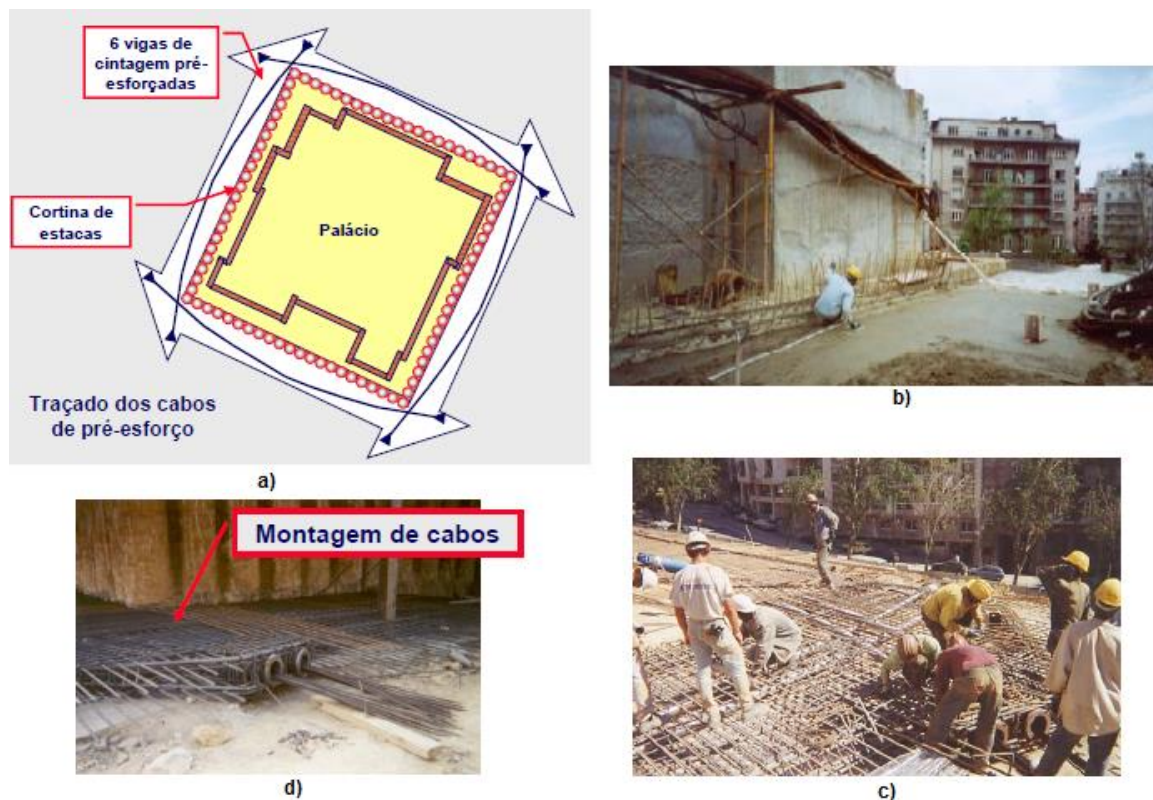 6 vigas de
cintagem pré-
esforçadas
Cortina de
estacas
Palácio
Traçado dos cabos
de pré-esforço
a)
b)
Montagem de cabos
d)
c)